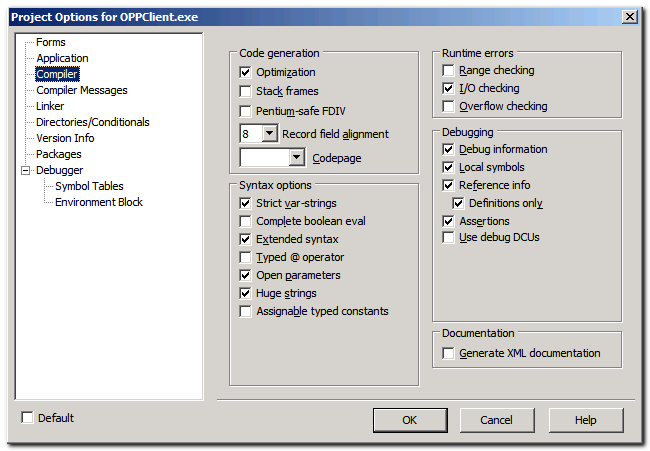 Project Options for OPPClient.exe
Forms
Application
Compiler
Compiler Messages
Linker
Directories/Conditionals
Version Info
Packages
Debugger
Symbol Tables
Environment Block
Code generation
Optimization
Stack frames
Pentium-safe FDIV
8 Record field alignment
Codepage
Syntax options
Strict var-strings
Complete boolean eval
Extended syntax
Typed @ operator
Open parameters
Huge strings
Assignable typed constants
Runtime errors
Range checking
I/O checking
Overflow checking
Debugging
Debug information
Local symbols
Reference info
Definitions only
Assertions
Use debug DCUs
Documentation
Generate XML documentation
Default
OK
Cancel
Help